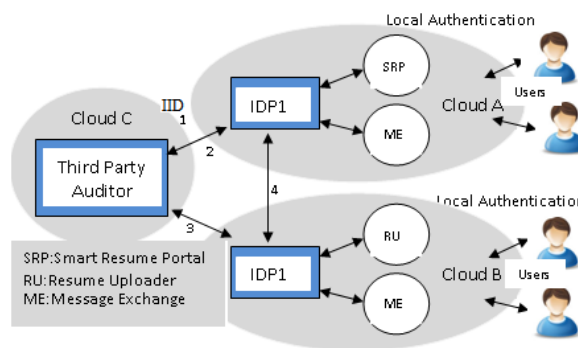 Local Authentication
SRP
Cloud C
IID
1
IDP1
Cloud A
Users
ME
2
Third Party
Auditor
4
3
Local Authentication
RU
SRP:Smart Resume Portal
RU:Resume Uploader
ME:Message Exchange
IDP1
Cloud B
Users
ME